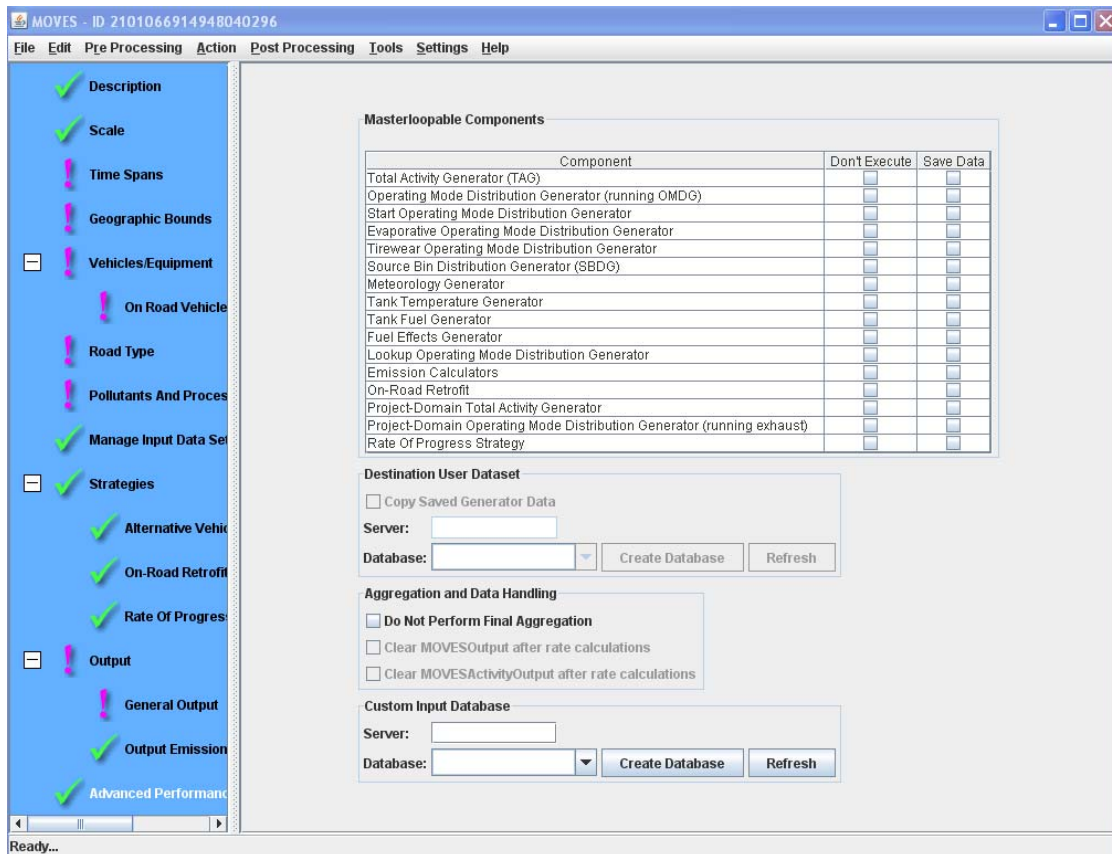 MOVES - ID 2101066914948040296
File Edit Pre Processing Action Post Processing Tools Settings Help
Description
Scale
Time Spans
Geographic Bounds
Vehicles/Equipment
On Road Vehicle
Road Type
Pollutants And Proces
Manage Input Data Set
Strategies
Alternative Vehic
On-Road Retrofit
Rate Of Progress
Output
General Output
Output Emission
Advanced Performanc
Masterloopable Components
Component Don't Execute Save Data
Total Activity Generator (TAG)
Operating Mode Distribution Generator (running OMDG)
Start Operating Mode Distribution Generator
Evaporative Operating Mode Distribution Generator
Tirewear Operating Mode Distribution Generator
Source Bin Distribution Generator (SBDG)
Meteorology Generator
Tank Temperature Generator
Tank Fuel Generator
Fuel Effects Generator
Lookup Operating Mode Distribution Generator
Emission Calculators
On-Road Retrofit
Project-Domain Total Activity Generator
Project-Domain Operating Mode Distribution Generator (running exhaust)
Rate Of Progress Strategy
Destination User Dataset
Copy Saved Generator Data
Server:
Database: Create Database Refresh
Aggregation and Data Handling
Do Not Perform Final Aggregation
Clear MOVESOutput after rate calculations
Clear MOVESActivityOutput after rate calculations
Custom Input Database
Server:
Database: Create Database Refresh
Ready...